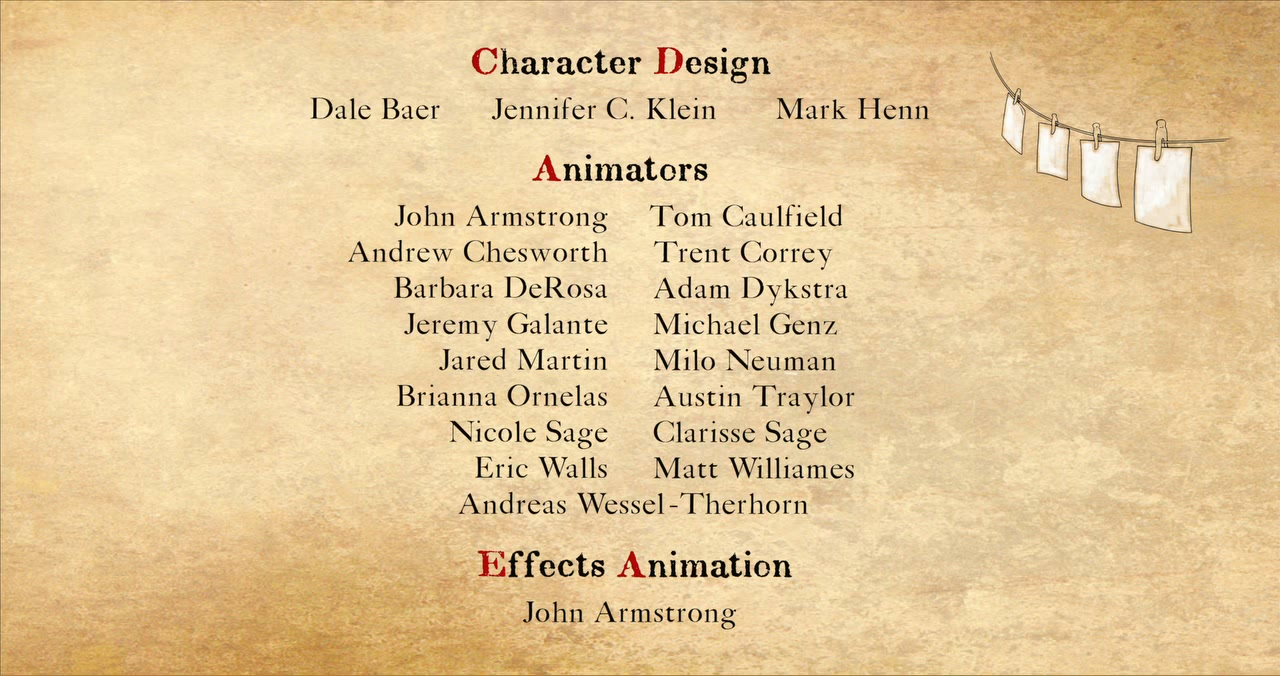 Character Design
Dale Baer Jennifer C. Klein Mark Henn
Animators
John Armstrong Tom Caulfield
Andrew Chesworth Trent Correy
Barbara DeRosa Adam Dykstra
Jeremy Galante Michael Genz
Jared Martin Milo Neuman
Brianna Ornelas Austin Traylor
Nicole Sage Clarisse Sage
Eric Walls Matt Williames
Andreas Wessel-Therhorn
Effects Animation
John Armstrong